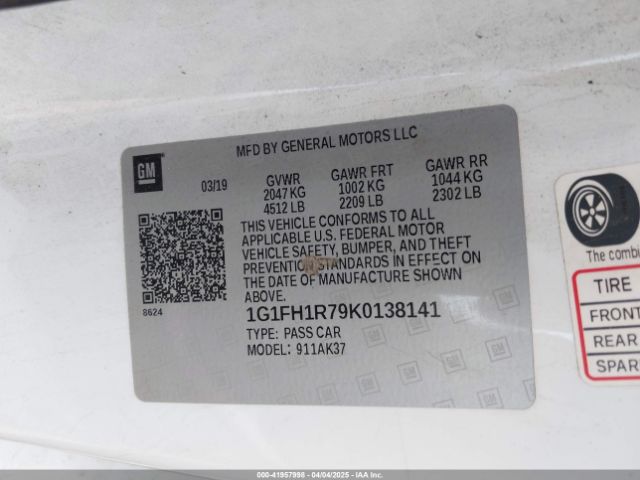 MFD BY GENERAL MOTORS LLC
GM
03/19
GVWR GAWR FRT GAWR RR
2047 KG 1002 KG 1044 KG
4512 LB 2209 LB 2302 LB
THIS VEHICLE CONFORMS TO ALL
APPLICABLE U.S. FEDERAL MOTOR
VEHICLE SAFETY, BUMPER, AND THEFT
PREVENTION STANDARDS IN EFFECT ON
THE DATE OF MANUFACTURE SHOWN
ABOVE.
8624
1G1FH1R79K0138141
TYPE: PASS CAR
MODEL: 911AK37
The combi
TIRE
FRONT
REAR
SPAR
000-41957998 - 04/04/2025 - IAAI.COM